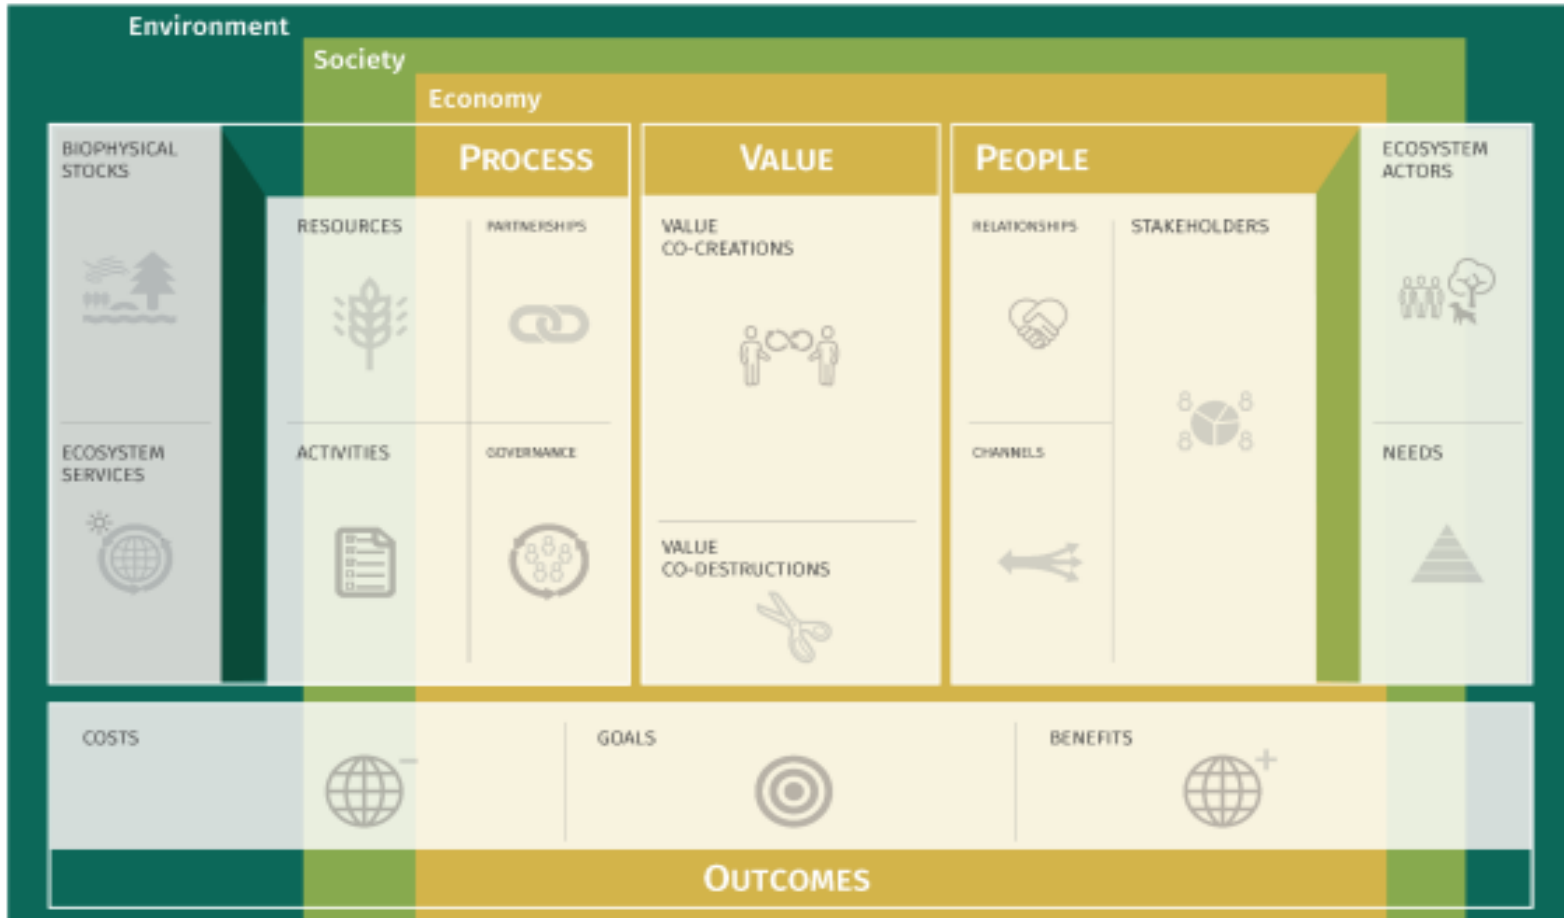 Environment
Society
Economy
BIOPHYSICAL
STOCKS
ECOSYSTEM
SERVICES
PROCESS
RESOURCES
PARTNERSHIPS
ACTIVITIES
GOVERNANCE
VALUE
VALUE
CO-CREATIONS
VALUE
CO-DESTRUCTIONS
PEOPLE
RELATIONSHIPS
STAKEHOLDERS
CHANNELS
ECOSYSTEM
ACTORS
NEEDS
COSTS
GOALS
BENEFITS
OUTCOMES